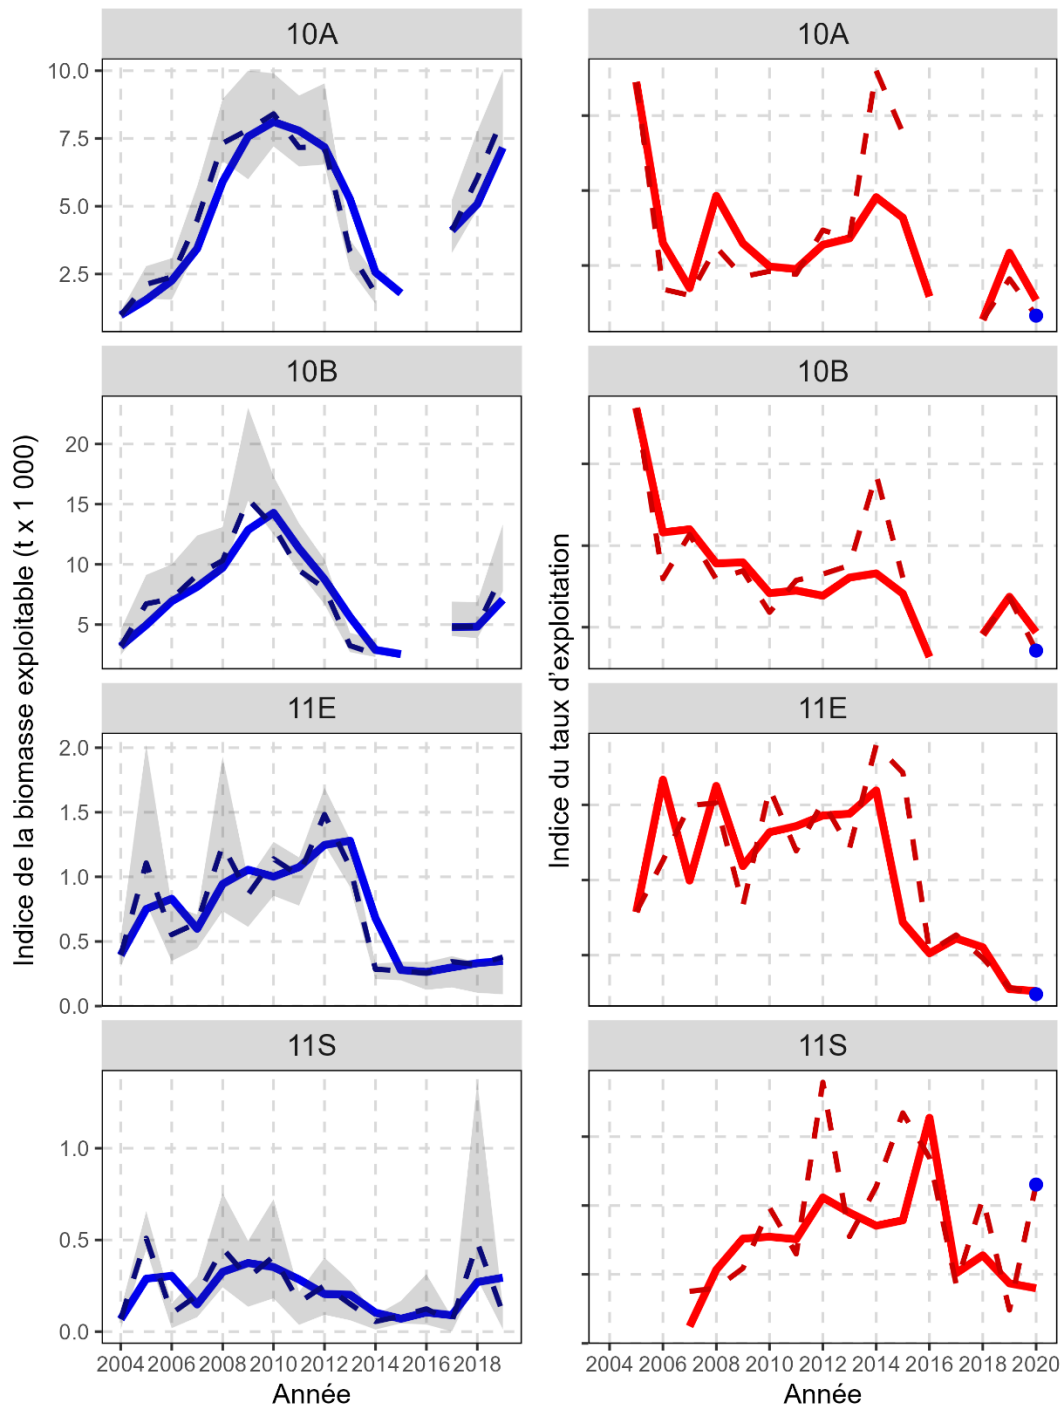 10A
10A
10.0
7.5
5.0
2.5
10B
10B
20
15
10
5
Indice de la biomasse exploitable (t x 1 000)
Indice du taux d'exploitation
11E
11E
2.0
1.5
1.0
0.5
0.0
11S
11S
1.0
0.5
0.0
2004 2006 2008 2010 2012 2014 2016 2018
2004 2006 2008 2010 2012 2014 2016 2018 2020
Année
Année